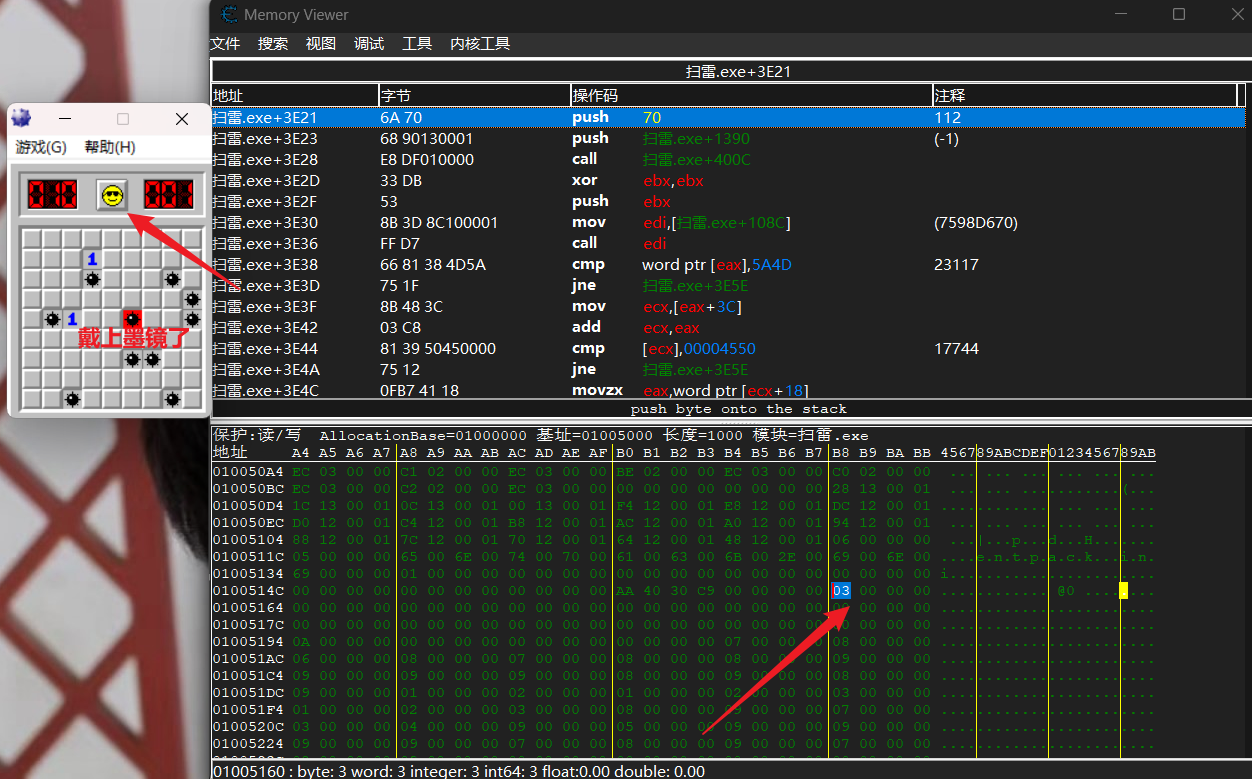 Memory Viewer
文件 搜索 视图 调试 工具 内核工具
扫雷.exe+3E21
地址 字节 操作码 注释
扫雷.exe+3E21 6A 70 push 70 112
扫雷.exe+3E23 68 90130001 push 扫雷.exe+1390 (-1)
扫雷.exe+3E28 E8 DF010000 call 扫雷.exe+400C
扫雷.exe+3E2D 33 DB xor ebx,ebx
扫雷.exe+3E2F 53 push ebx
扫雷.exe+3E30 8B 3D 8C100001 mov edi,[扫雷.exe+108C] (7598D670)
扫雷.exe+3E36 FF D7 call edi
扫雷.exe+3E38 66 81 38 4D5A cmp word ptr [eax],5A4D 23117
扫雷.exe+3E3D 75 1F jne 扫雷.exe+3E5E
扫雷.exe+3E3F 8B 48 3C mov ecx,[eax+3C]
扫雷.exe+3E42 03 C8 add ecx,eax
扫雷.exe+3E44 81 39 50450000 cmp [ecx],00004550 17744
扫雷.exe+3E4A 75 12 jne 扫雷.exe+3E5E
扫雷.exe+3E4C 0FB7 41 18 movzx eax,word ptr [ecx+18]
push byte onto the stack
游戏(G) 帮助(H)
010 001
1
1
戴上墨镜了
保护:读/写 AllocationBase=01000000 基址=01005000 长度=1000 模块=扫雷.exe
地址 A4 A5 A6 A7 A8 A9 AA AB AC AD AE AF B0 B1 B2 B3 B4 B5 B6 B7 B8 B9 BA BB 456789ABCDEF0123456789AB
010050A4 EC 03 00 00 C1 02 00 00 EC 03 00 00 BE 02 00 00 EC 03 00 00 C0 02 00 00
010050BC EC 03 00 00 C2 02 00 00 EC 03 00 00 00 00 00 00 00 00 00 00 28 13 00 01
010050D4 1C 13 00 01 0C 13 00 01 00 13 00 01 F4 12 00 01 E8 12 00 01 DC 12 00 01
010050EC D0 12 00 01 C4 12 00 01 B8 12 00 01 AC 12 00 01 A0 12 00 01 94 12 00 01
01005104 88 12 00 01 7C 12 00 01 70 12 00 01 64 12 00 01 48 12 00 01 06 00 00 00
0100511C 05 00 00 00 65 00 6E 00 74 00 70 00 61 00 63 00 6B 00 2E 00 69 00 6E 00 ....e.n.t.p.a.c.k...i.n.
01005134 69 00 00 00 01 00 00 00 00 00 00 00 00 00 00 00 00 00 00 00 00 00 00 00
0100514C 00 00 00 00 00 00 00 00 00 00 00 00 AA 40 30 C9 00 00 00 00 03 00 00 00
01005164 00 00 00 00 00 00 00 00 00 00 00 00 00 00 00 00 00 00 00 00 00 00 00
0100517C 00 00 00 00 00 00 00 00 00 00 00 00 00 00 00 00 00 00 00 00 00 00 00
01005194 0A 00 00 00 00 00 00 00 00 00 00 00 00 00 00 00 07 00 00 00 08 00 00 00
010051AC 06 00 00 00 08 00 00 00 07 00 00 00 08 00 00 00 08 00 00 00 09 00 00 00
010051C4 09 00 00 00 09 00 00 00 09 00 00 00 08 00 00 00 09 00 00 00 08 00 00 00
010051DC 09 00 00 00 01 00 00 00 02 00 00 00 01 00 00 00 02 00 00 03 00 00 00
010051F4 01 00 00 00 02 00 00 00 03 00 00 00 08 00 00 00 09 00 00 00 07 00 00 00
0100520C 03 00 00 00 04 00 00 00 09 00 00 00 05 00 00 00 09 00 00 00 09 00 00 00
01005224 09 00 00 00 09 00 00 00 07 00 00 00 08 00 00 00 09 00 00 00 07 00 00 00
01005160 : byte: 3 word: 3 integer: 3 int64: 3 float:0.00 double: 0.00